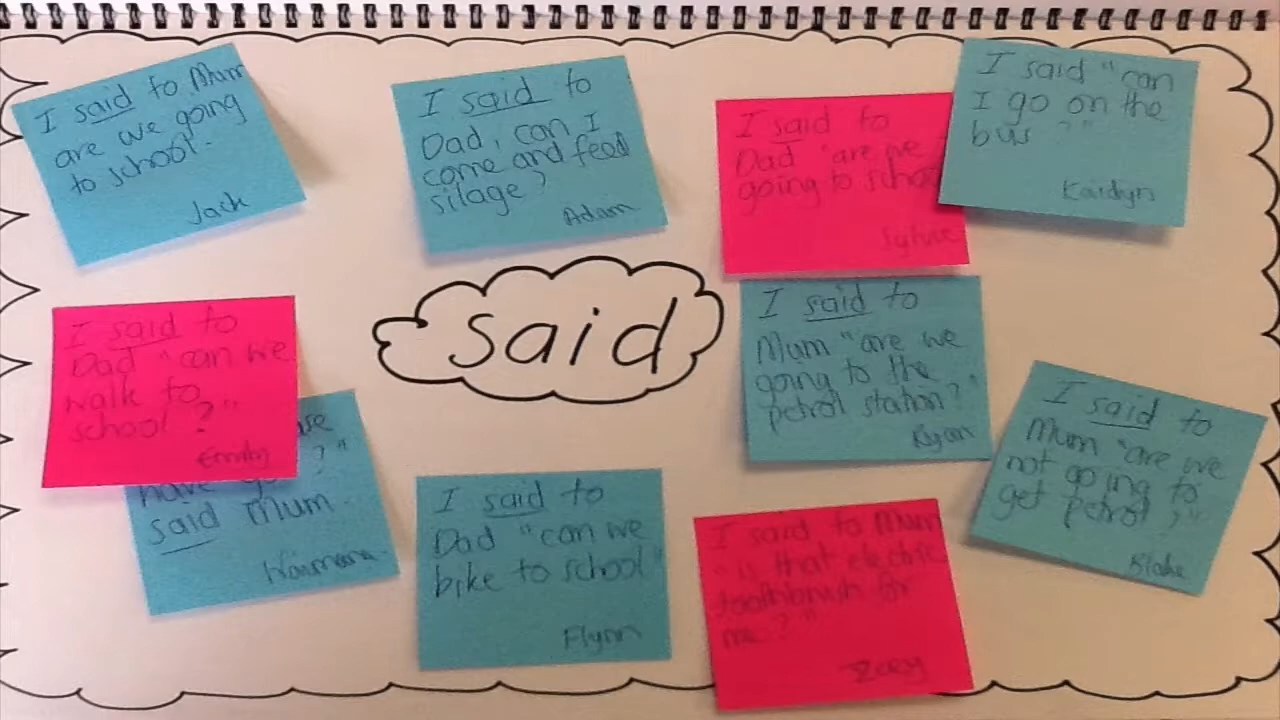 I said to Mum
are we going
to school.
Jack
I said to
Dad, can I
come and feed
silage?
Adam
I said to
Dad "are we
going to school
Sylvie
I said "can
I go on the
bus ?"
Kaidyn
said
I said to
Dad "can we
walk to
school ?"
Emily
?"
have
said Mum.
I said to
Dad "can we
bike to school"
Flynn
I said to
Mum "are we
going to the
petrol station?"
Ryan
I said to
Mum "are we
not going to
get petrol ?"
Blake
I said to Mum
"is that electric
toothbrush for
me?"
Zoey